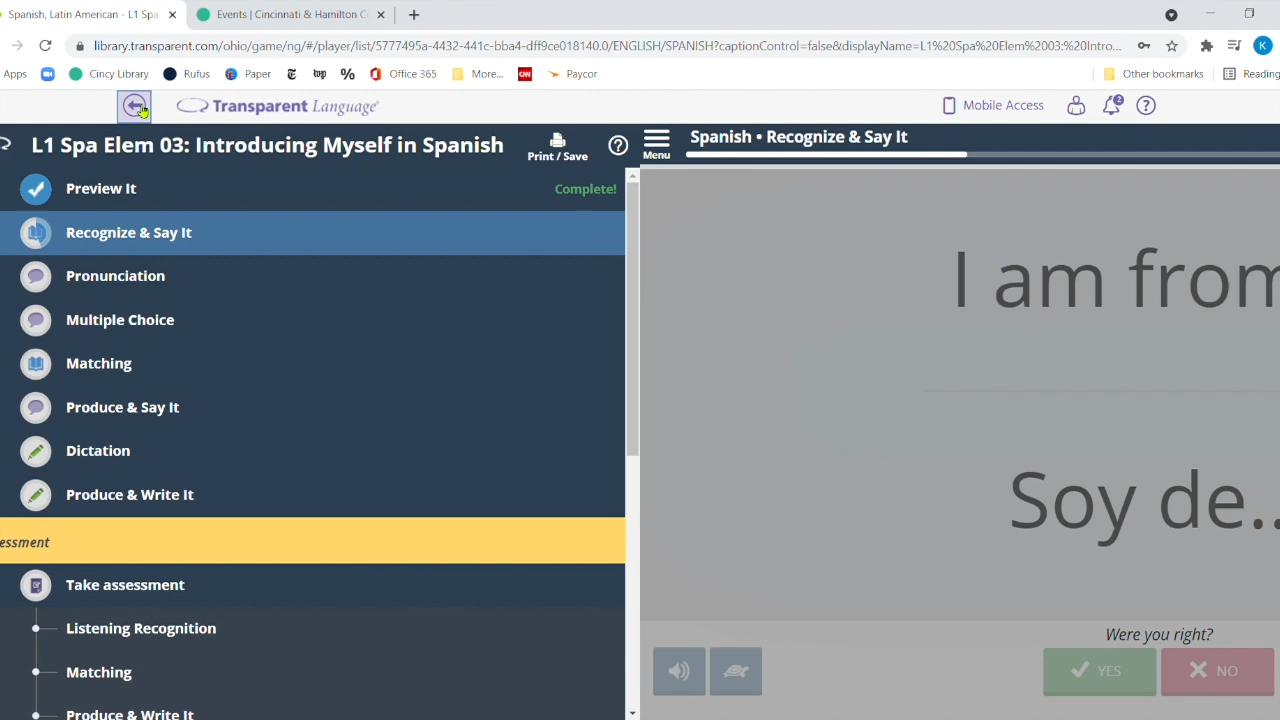 Spanish, Latin American - L1 Spa
Events | Cincinnati & Hamilton C
library.transparent.com/ohio/game/ng/#/player/list/5777495a-4432-441c-bba4-dff9ce018140.0/ENGLISH/SPANISH?captionControl=false&displayName=L1%20Spa%20Elem%2003:%20Intro...
K
Apps
Cincy Library
Rufus
Paper
top
%
Office 365
More...
CNN
Paycor
Other bookmarks
Reading
Transparent Language
Mobile Access
2
L1 Spa Elem 03: Introducing Myself in Spanish
Print / Save
Menu
Spanish • Recognize & Say It
Preview It
Complete!
Recognize & Say It
Pronunciation
Multiple Choice
Matching
Produce & Say It
Dictation
Produce & Write It
essment
Take assessment
Listening Recognition
Matching
Produce & Write It
I am from
Soy de..
Were you right?
YES
NO